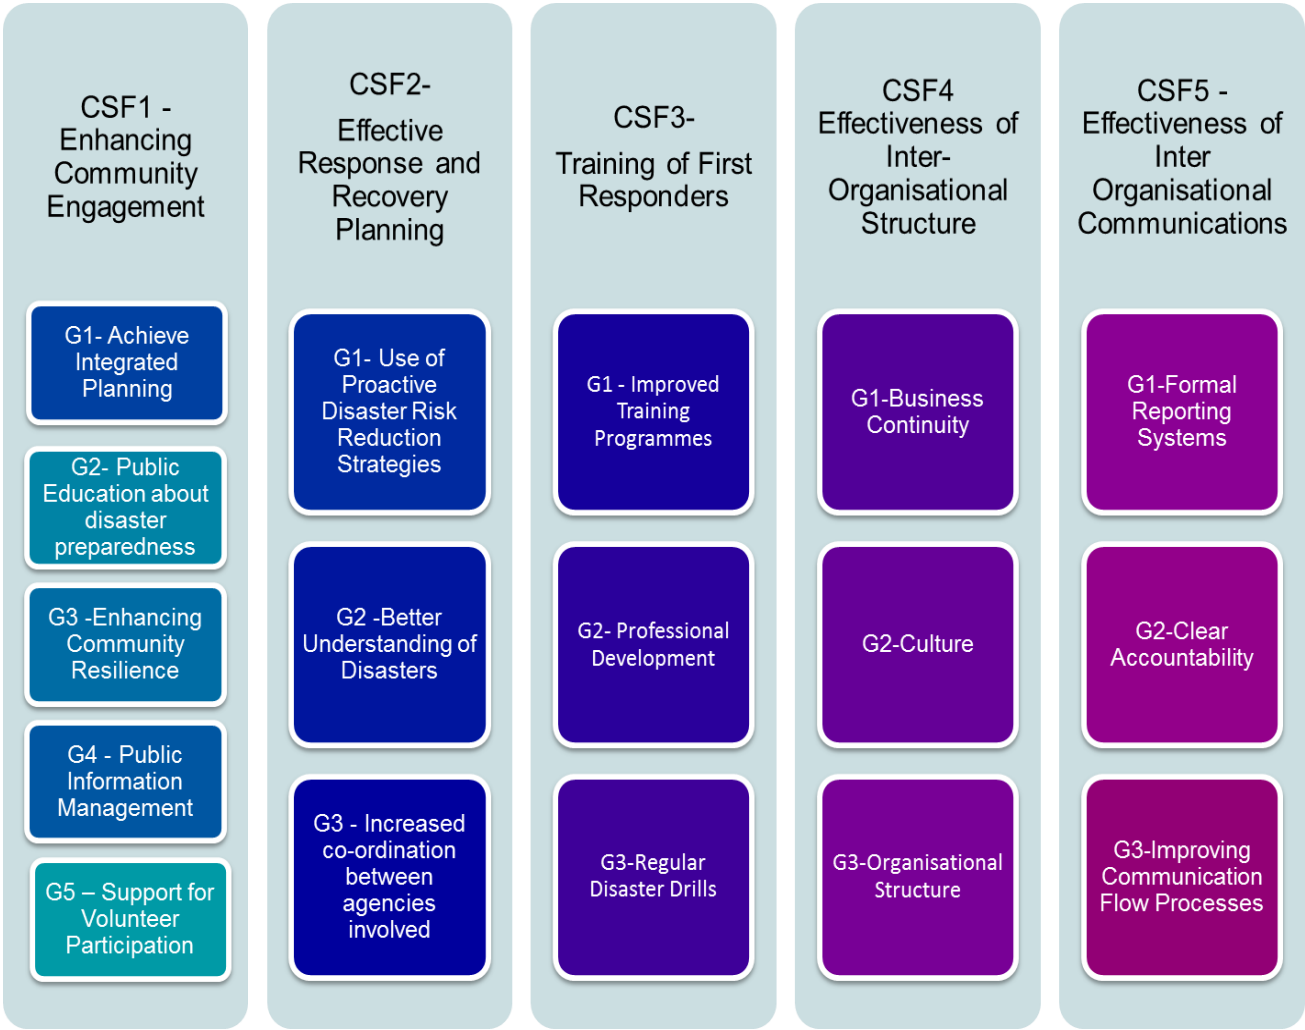 CSF1 -
Enhancing
Community
Engagement
G1- Achieve
Integrated
Planning
G2- Public
Education about
disaster
preparedness
G3 -Enhancing
Community
Resilience
G4 - Public
Information
Management
G5 – Support for
Volunteer
Participation
CSF2-
Effective
Response and
Recovery
Planning
G1- Use of
Proactive
Disaster Risk
Reduction
Strategies
G2 -Better
Understanding of
Disasters
G3 - Increased
co-ordination
between
agencies
involved
CSF3-
Training of First
Responders
G1 - Improved
Training
Programmes
G2- Professional
Development
G3-Regular
Disaster Drills
CSF4
Effectiveness of
Inter-
Organisational
Structure
G1-Business
Continuity
G2-Culture
G3-Organisational
Structure
CSF5 -
Effectiveness of
Inter
Organisational
Communications
G1-Formal
Reporting
Systems
G2-Clear
Accountability
G3-Improving
Communication
Flow Processes